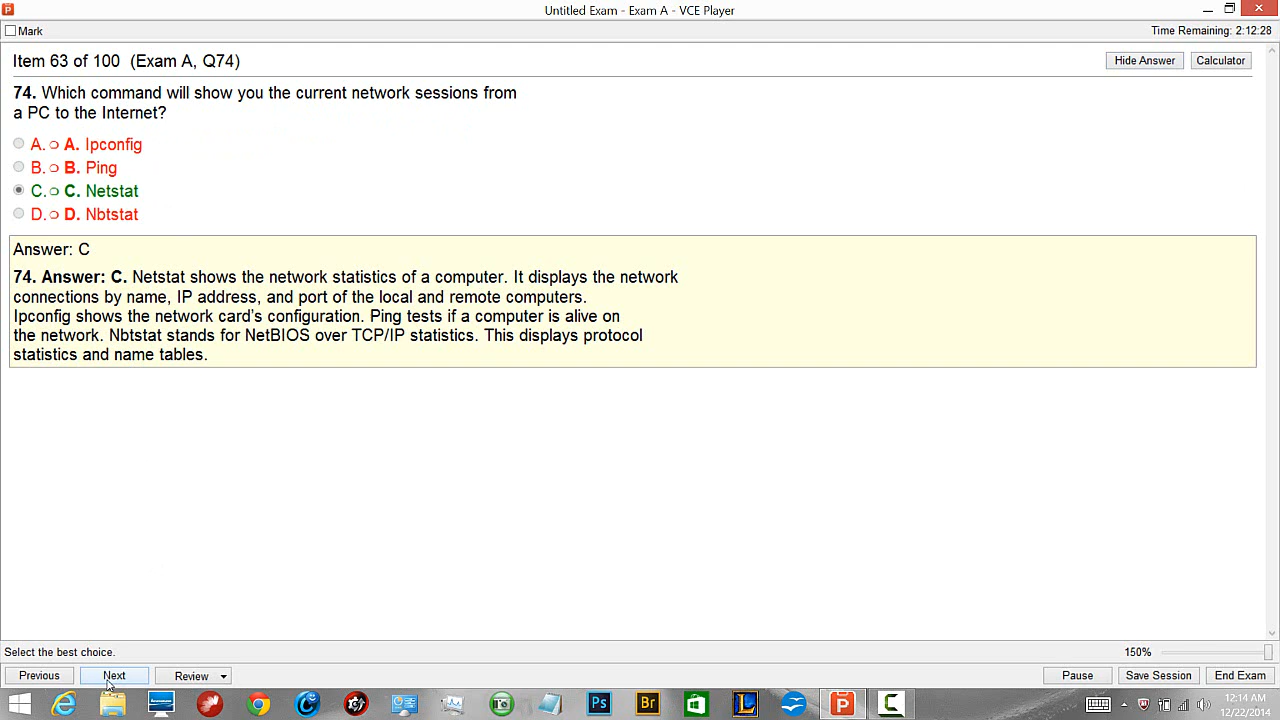 Untitled Exam - Exam A - VCE Player
Mark
Time Remaining: 2:12:28
Item 63 of 100 (Exam A, Q74)
Hide Answer
Calculator
74. Which command will show you the current network sessions from
a PC to the Internet?
A. A. Ipconfig
B. B. Ping
C. C. Netstat
D. D. Nbtstat
Answer: C
74. Answer: C. Netstat shows the network statistics of a computer. It displays the network
connections by name, IP address, and port of the local and remote computers.
Ipconfig shows the network card's configuration. Ping tests if a computer is alive on
the network. Nbtstat stands for NetBIOS over TCP/IP statistics. This displays protocol
statistics and name tables.
Select the best choice.
150%
Previous
Next
Review
Pause
Save Session
End Exam
Ps
Br
L
P
C
12:14 AM
12/22/2014